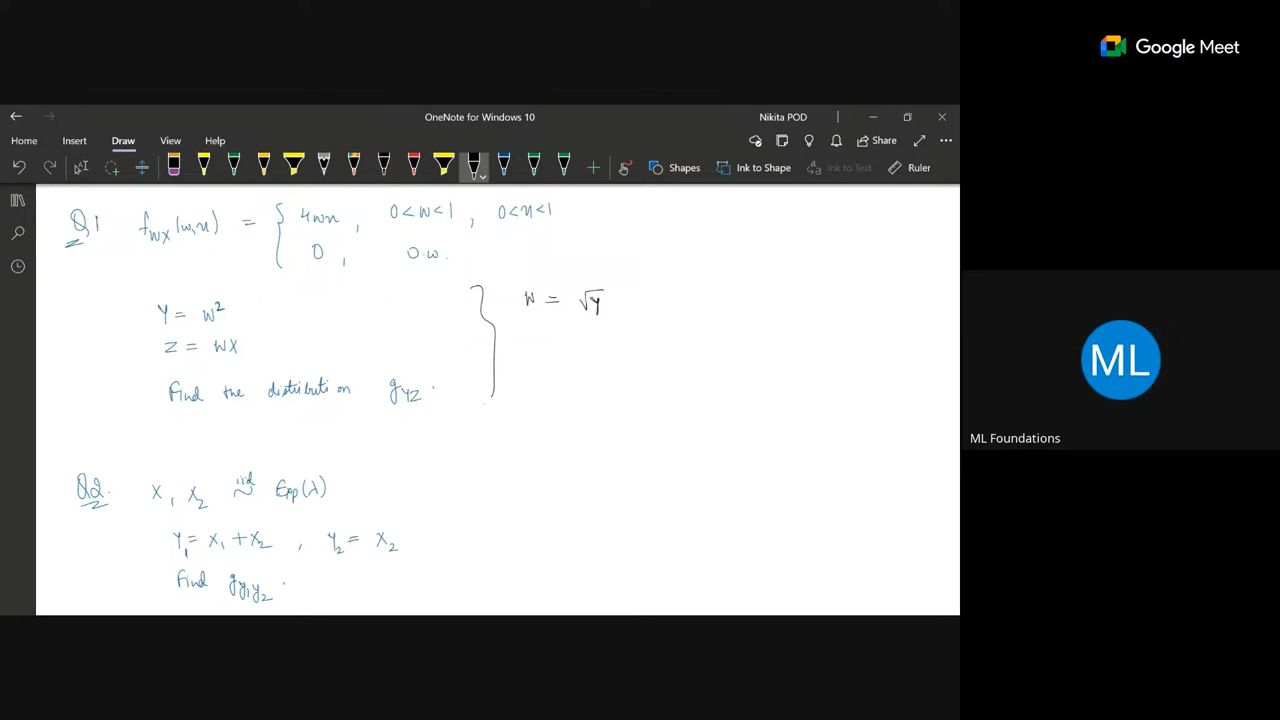 Google Meet
OneNote for Windows 10
Nikita POD
Home Insert Draw View Help
Share
Shapes Ink to Shape Ink to Text Ruler
Q1 f_WX(w,x) = { 4wx, 0<w<1, 0<x<1
0, o.w.
Y = W²
Z = WX
Find the distribution g_YZ.
W = √Y
Q2. X₁ X₂ iid ~ Exp(λ)
Y₁ = X₁ + X₂, Y₂ = X₂
Find g_Y₁Y₂.
ML
ML Foundations